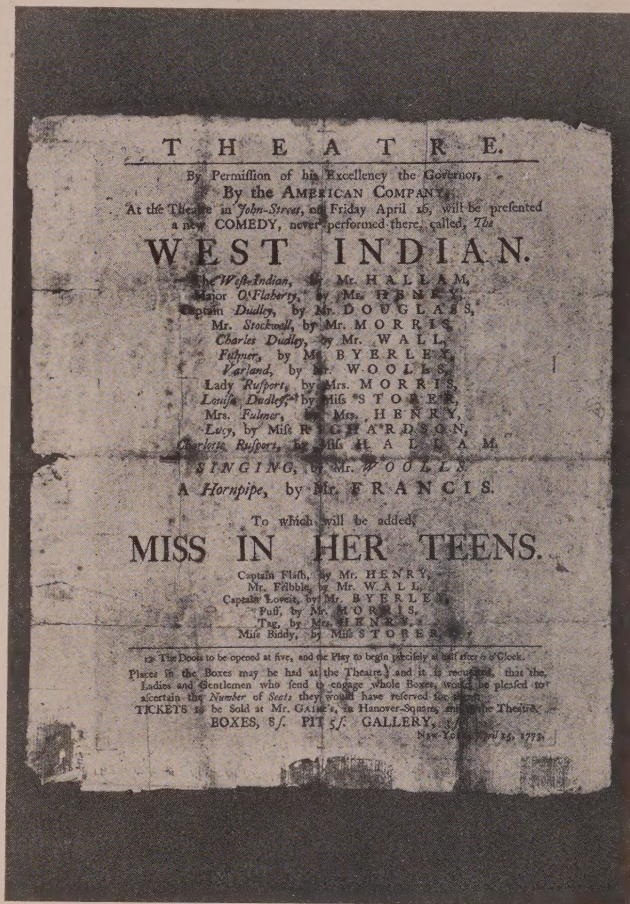 THEATRE.
By Permiſſion of his Excellency the Governor,
By the AMERICAN COMPANY,
At the Theatre in John-Street, on Friday April 16, will be preſented
a new COMEDY, never performed there, called, The
WEST INDIAN.
The Weſt-Indian, by Mr. HALLAM,
Major O'Flaherty, by Mr. HENRY,
Captain Dudley, by Mr. DOUGLASS,
Mr. Stockwell, by Mr. MORRIS,
Charles Dudley, by Mr. WALL,
Fulmer, by Mr. BYERLEY,
Varland, by Mr. WOOLLS,
Lady Ruſport, by Mrs. MORRIS,
Louiſa Dudley, by Miſs STORER,
Mrs. Fulmer, by Mrs. HENRY,
Lucy, by Miſs RICHARDSON,
Charlotte Ruſport, by Miſs HALLAM.
SINGING, by Mr. WOOLLS.
A Hornpipe, by Mr. FRANCIS.
To which will be added,
MISS IN HER TEENS.
Captain Flaſh, by Mr. HENRY,
Mr. Fribble, by Mr. WALL,
Captain Loveit, by Mr. BYERLEY,
Puff, by Mr. MORRIS,
Tag, by Mrs. HENRY,
Miſs Biddy, by Miſs STORER.
☞ The Doors to be opened at five, and the Play to begin preciſely at half after o'Clock.
Places in the Boxes may be had at the Theatre; and it is requeſted, that the
Ladies and Gentlemen who ſend to engage whole Boxes, would be pleaſed to
aſcertain the Number of Seats they would have reſerved for them.
TICKETS to be Sold at Mr. GAINE's, in Hanover-Square, and at the Theatre.
BOXES, 8ſ. PIT 5ſ. GALLERY, 3ſ.
New-York, April 15, 1773.